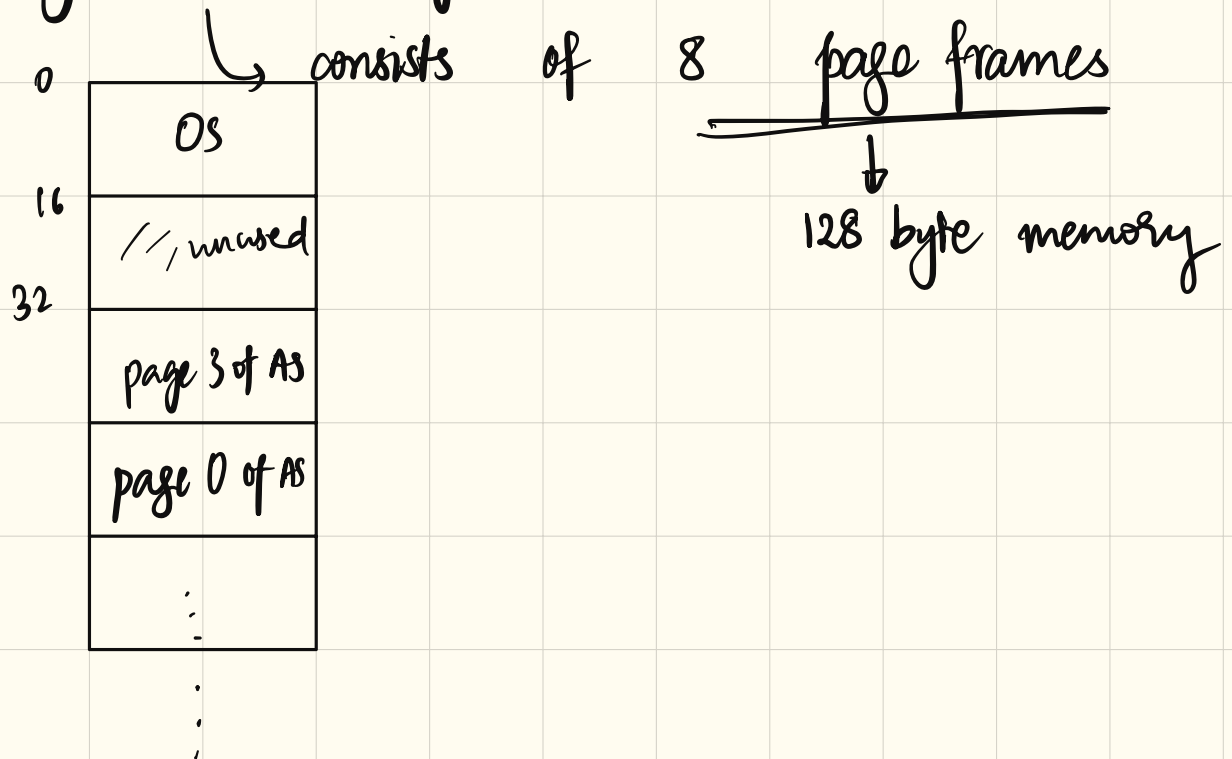 consists of 8 page frames
0
OS
16
unused
128 byte memory
32
page 3 of AS
page 0 of AS